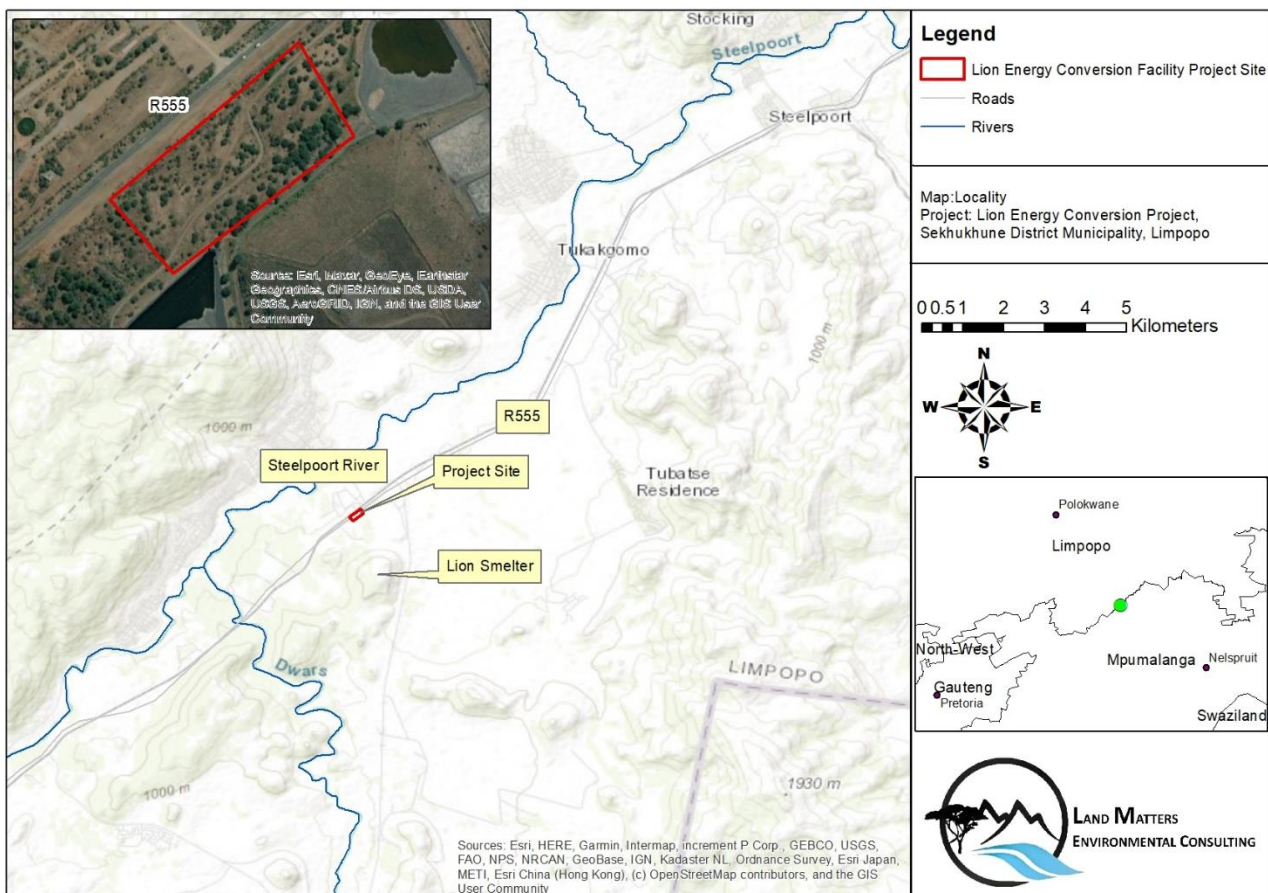 R555
Source: Esri, Maxar, GeoEye, Earthstar
Geographics, CNES/Airbus DS, USDA,
USGS, AeroGRID, IGN, and the GIS User
Community
Stocking
Steelpoort
Steelpoort
Tukakgomo
1000 m
1000 m
R555
Steelpoort River
Project Site
Tubatse
Residence
Lion Smelter
Dwars
LIMPOPO
1000 m
1930 m
Sources: Esri, HERE, Garmin, Intermap, increment P Corp., GEBCO, USGS,
FAO, NPS, NRCAN, GeoBase, IGN, Kadaster NL, Ordnance Survey, Esri Japan,
METI, Esri China (Hong Kong), (c) OpenStreetMap contributors, and the GIS
User Community
Legend
Lion Energy Conversion Facility Project Site
Roads
Rivers
Map:Locality
Project: Lion Energy Conversion Project,
Sekhukhune District Municipality, Limpopo
0 0.5 1 2 3 4 5
Kilometers
N
W E
S
Polokwane
Limpopo
North-West
Mpumalanga
Nelspruit
Gauteng
Pretoria
Swaziland
LAND MATTERS
ENVIRONMENTAL CONSULTING